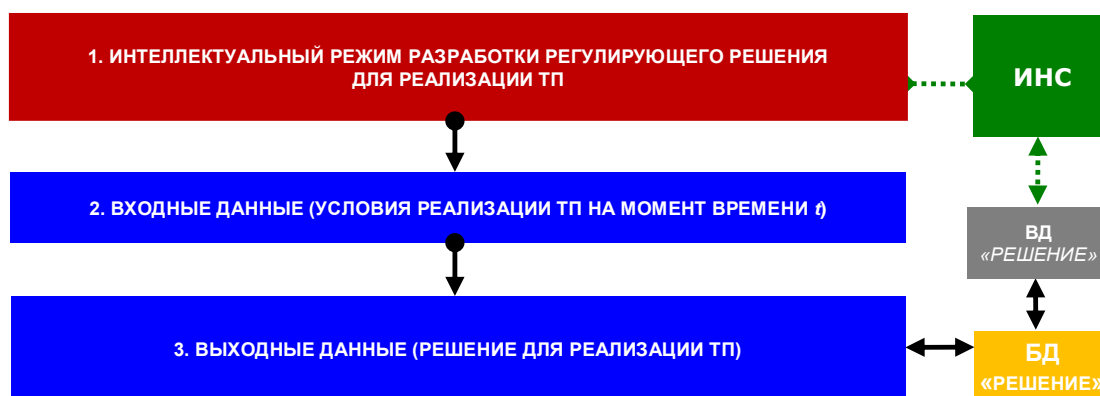 1. ИНТЕЛЛЕКТУАЛЬНЫЙ РЕЖИМ РАЗРАБОТКИ РЕГУЛИРУЮЩЕГО РЕШЕНИЯ
ДЛЯ РЕАЛИЗАЦИИ ТП
ИНС
2. ВХОДНЫЕ ДАННЫЕ (УСЛОВИЯ РЕАЛИЗАЦИИ ТП НА МОМЕНТ ВРЕМЕНИ t)
ВД
«РЕШЕНИЕ»
3. ВЫХОДНЫЕ ДАННЫЕ (РЕШЕНИЕ ДЛЯ РЕАЛИЗАЦИИ ТП)
БД
«РЕШЕНИЕ»